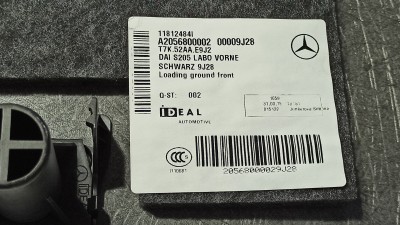 11812484I
A2056800002 00009J28
T7K.52AA.E9J2
DAI S205 LABO VORNE
SCHWARZ 9J28
Loading ground front
Q-ST: 002
IDEAL
AUTOMOTIVE
20568000029J28